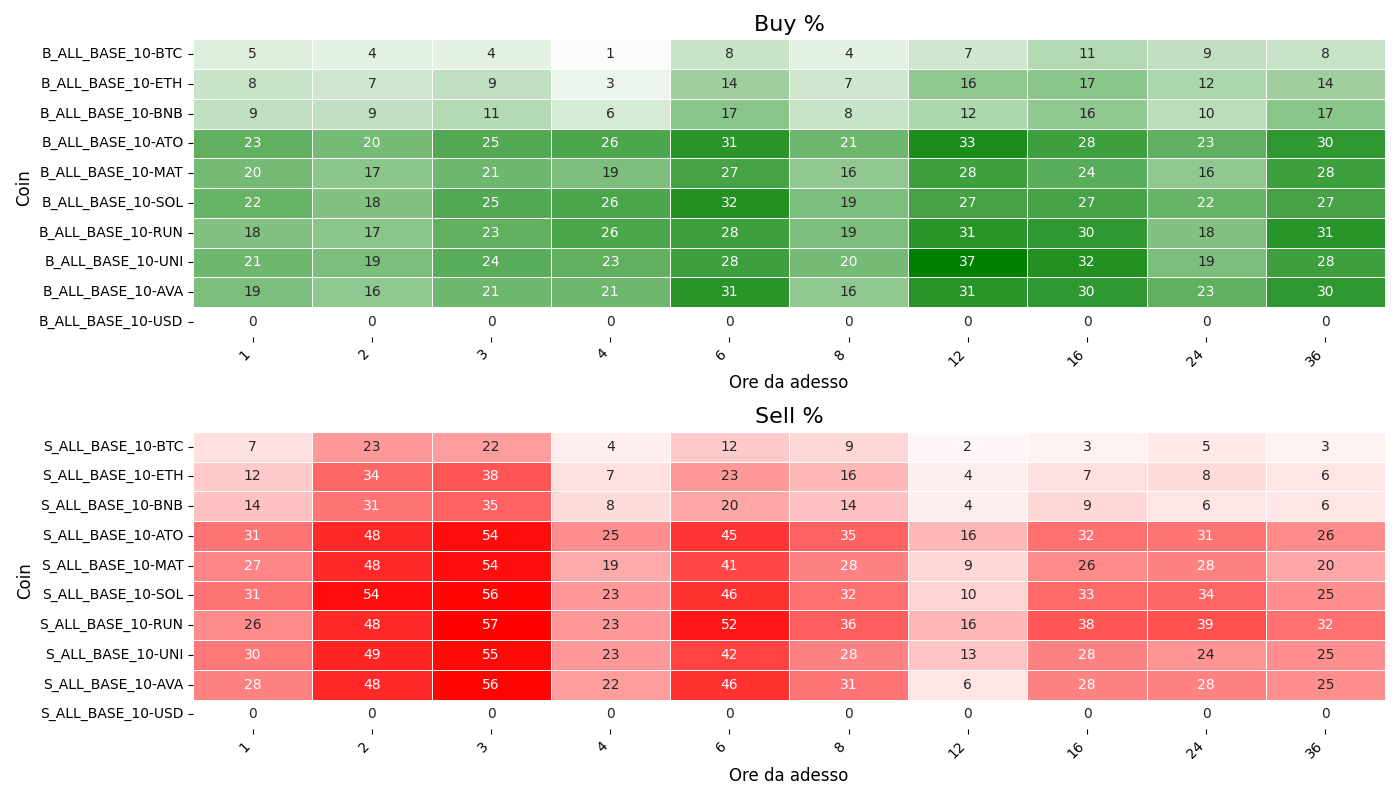 Buy %
Coin
B_ALL_BASE_10-BTC 5 4 4 1 8 4 7 11 9 8
B_ALL_BASE_10-ETH 8 7 9 3 14 7 16 17 12 14
B_ALL_BASE_10-BNB 9 9 11 6 17 8 12 16 10 17
B_ALL_BASE_10-ATO 23 20 25 26 31 21 33 28 23 30
B_ALL_BASE_10-MAT 20 17 21 19 27 16 28 24 16 28
B_ALL_BASE_10-SOL 22 18 25 26 32 19 27 27 22 27
B_ALL_BASE_10-RUN 18 17 23 26 28 19 31 30 18 31
B_ALL_BASE_10-UNI 21 19 24 23 28 20 37 32 19 28
B_ALL_BASE_10-AVA 19 16 21 21 31 16 31 30 23 30
B_ALL_BASE_10-USD 0 0 0 0 0 0 0 0 0 0
1 2 3 4 6 8 12 16 24 36
Ore da adesso
Sell %
Coin
S_ALL_BASE_10-BTC 7 23 22 4 12 9 2 3 5 3
S_ALL_BASE_10-ETH 12 34 38 7 23 16 4 7 8 6
S_ALL_BASE_10-BNB 14 31 35 8 20 14 4 9 6 6
S_ALL_BASE_10-ATO 31 48 54 25 45 35 16 32 31 26
S_ALL_BASE_10-MAT 27 48 54 19 41 28 9 26 28 20
S_ALL_BASE_10-SOL 31 54 56 23 46 32 10 33 34 25
S_ALL_BASE_10-RUN 26 48 57 23 52 36 16 38 39 32
S_ALL_BASE_10-UNI 30 49 55 23 42 28 13 28 24 25
S_ALL_BASE_10-AVA 28 48 56 22 46 31 6 28 28 25
S_ALL_BASE_10-USD 0 0 0 0 0 0 0 0 0 0
1 2 3 4 6 8 12 16 24 36
Ore da adesso